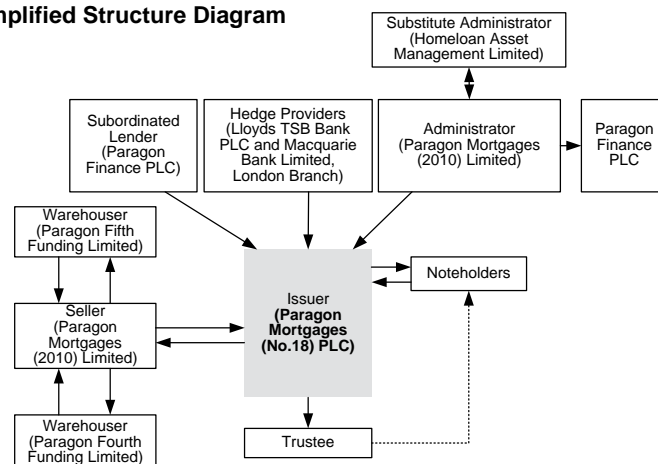 Simplified Structure Diagram
Substitute Administrator
(Homeloan Asset
Management Limited)
Subordinated
Lender
(Paragon
Finance PLC)
Hedge Providers
(Lloyds TSB Bank
PLC and Macquarie
Bank Limited,
London Branch)
Administrator
(Paragon Mortgages
(2010) Limited)
Paragon
Finance
PLC
Warehouser
(Paragon Fifth
Funding Limited)
Seller
(Paragon
Mortgages
(2010) Limited)
Warehouser
(Paragon Fourth
Funding Limited)
Issuer
(Paragon
Mortgages
(No.18) PLC)
Noteholders
Trustee